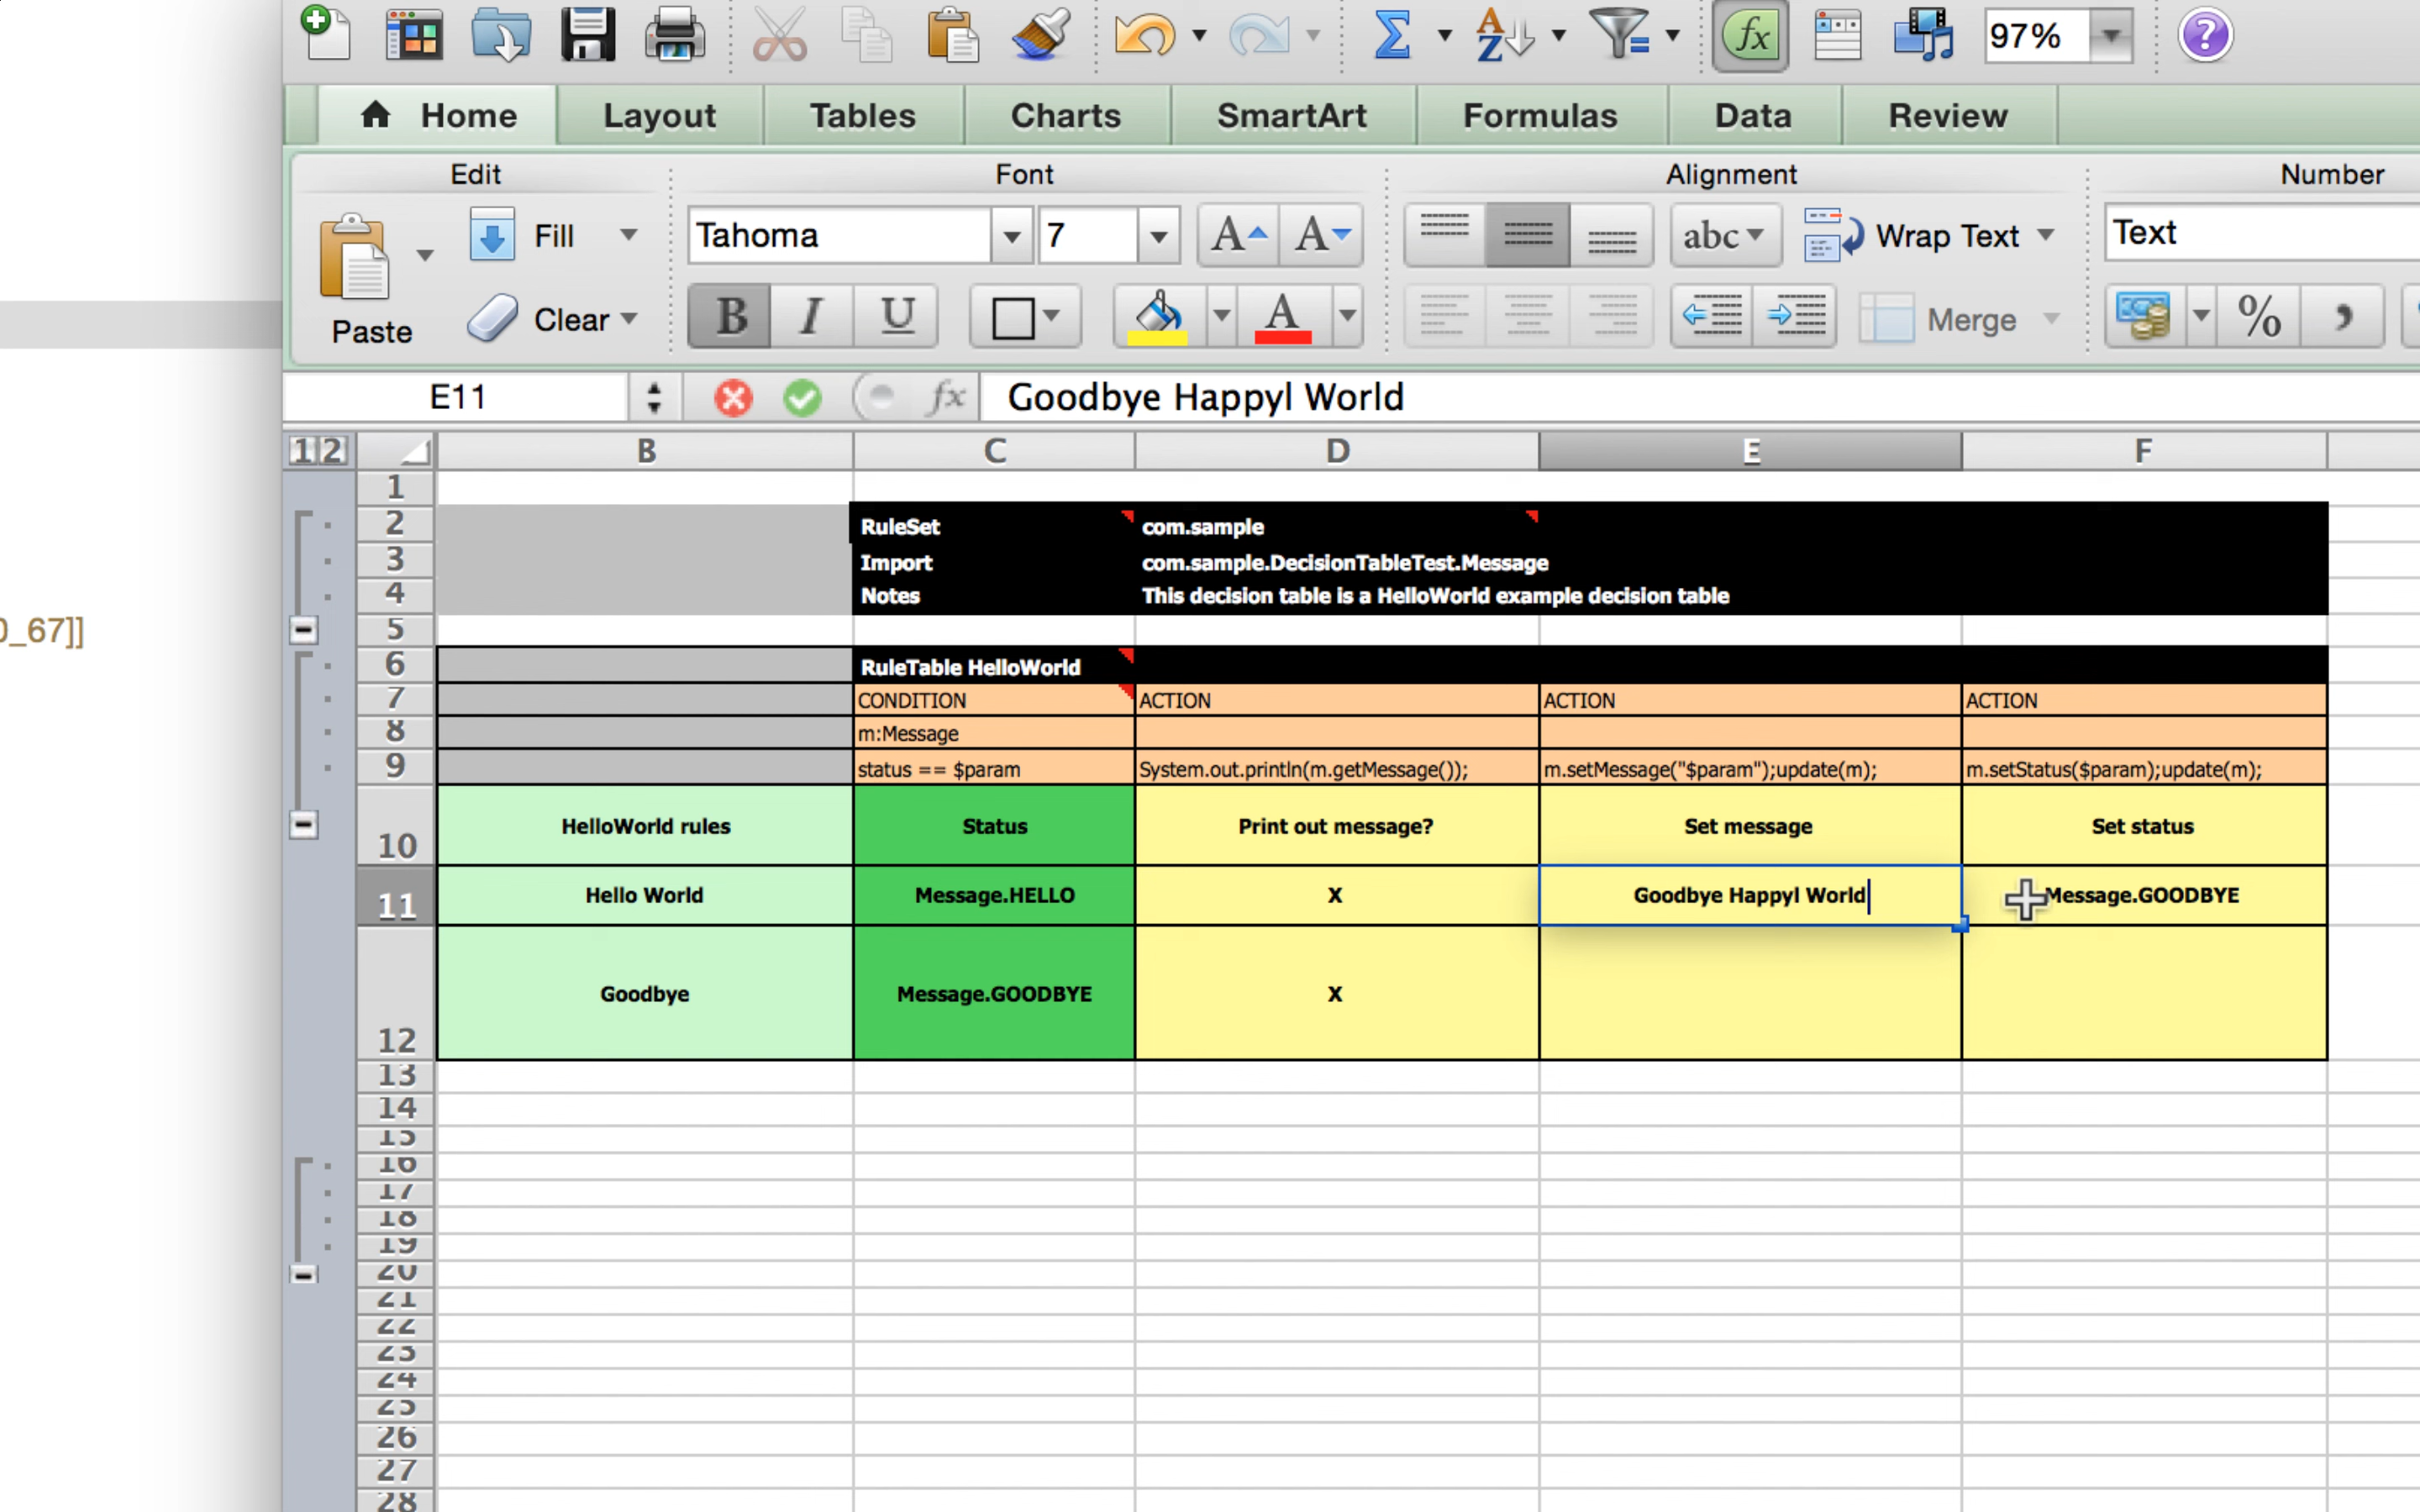 97%
Home Layout Tables Charts SmartArt Formulas Data Review
Edit Font Alignment Number
Fill Tahoma 7 A A abc Wrap Text Text
Paste Clear B I U A Merge % ,
E11 fx Goodbye Happyl World
1 2 B C D E F
1
2 RuleSet com.sample
3 Import com.sample.DecisionTableTest.Message
4 Notes This decision table is a HelloWorld example decision table
5
0_67]]
6 RuleTable HelloWorld
7 CONDITION ACTION ACTION ACTION
8 m:Message
9 status == $param System.out.println(m.getMessage()); m.setMessage("$param");update(m); m.setStatus($param);update(m);
10 HelloWorld rules Status Print out message? Set message Set status
11 Hello World Message.HELLO X Goodbye Happyl World Message.GOODBYE
12 Goodbye Message.GOODBYE X
13
14
15
16
17
18
19
20
21
22
23
24
25
26
27
28